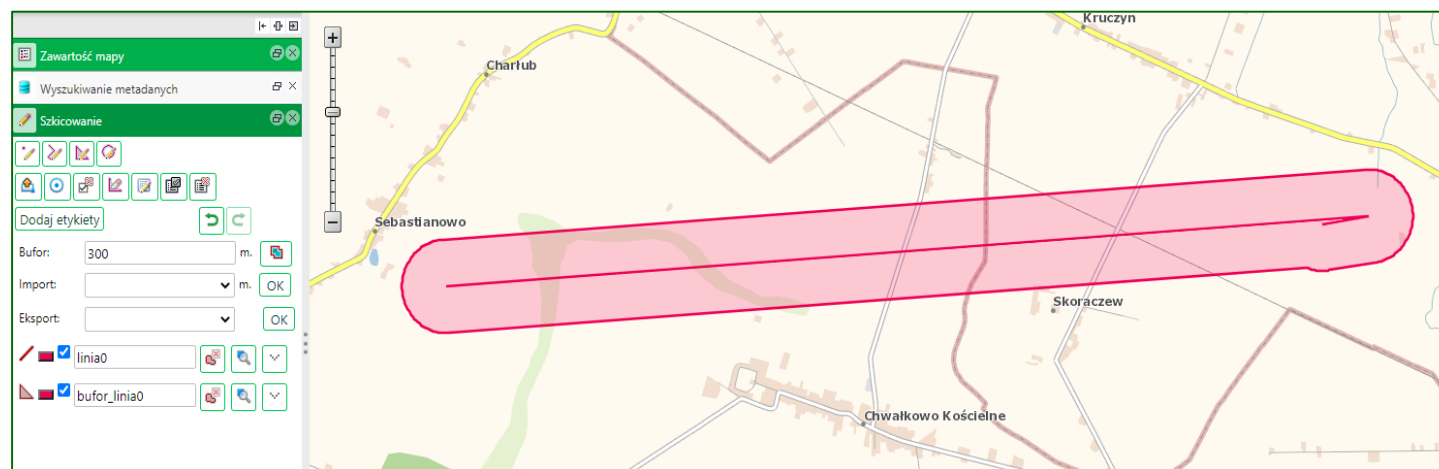 Zawartość mapy
Wyszukiwanie metadanych
Szkicowanie
Dodaj etykiety
Bufor: 300 m.
Import: m. OK
Eksport: OK
linia0
bufor_linia0
Kruczyn
Charłub
Sebastianowo
Skoraczew
Chwałkowo Kościelne